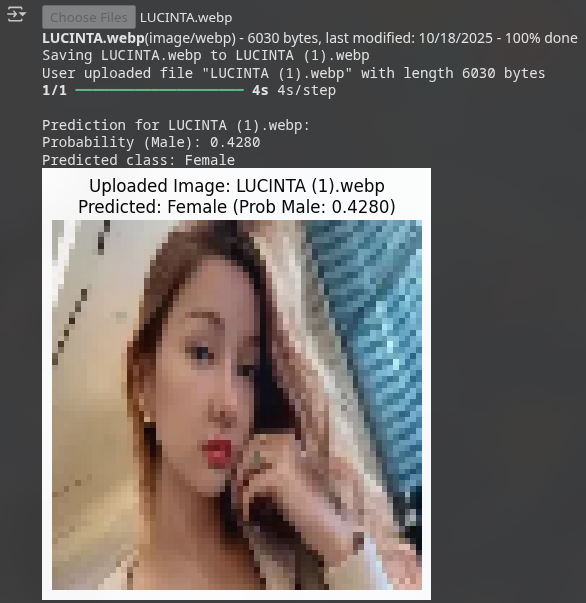 Choose Files LUCINTA.webp
LUCINTA.webp(image/webp) - 6030 bytes, last modified: 10/18/2025 - 100% done
Saving LUCINTA.webp to LUCINTA (1).webp
User uploaded file "LUCINTA (1).webp" with length 6030 bytes
1/1 ━━━━━━━━━━━━━━━━━━━━ 4s 4s/step
Prediction for LUCINTA (1).webp:
Probability (Male): 0.4280
Predicted class: Female
Uploaded Image: LUCINTA (1).webp
Predicted: Female (Prob Male: 0.4280)